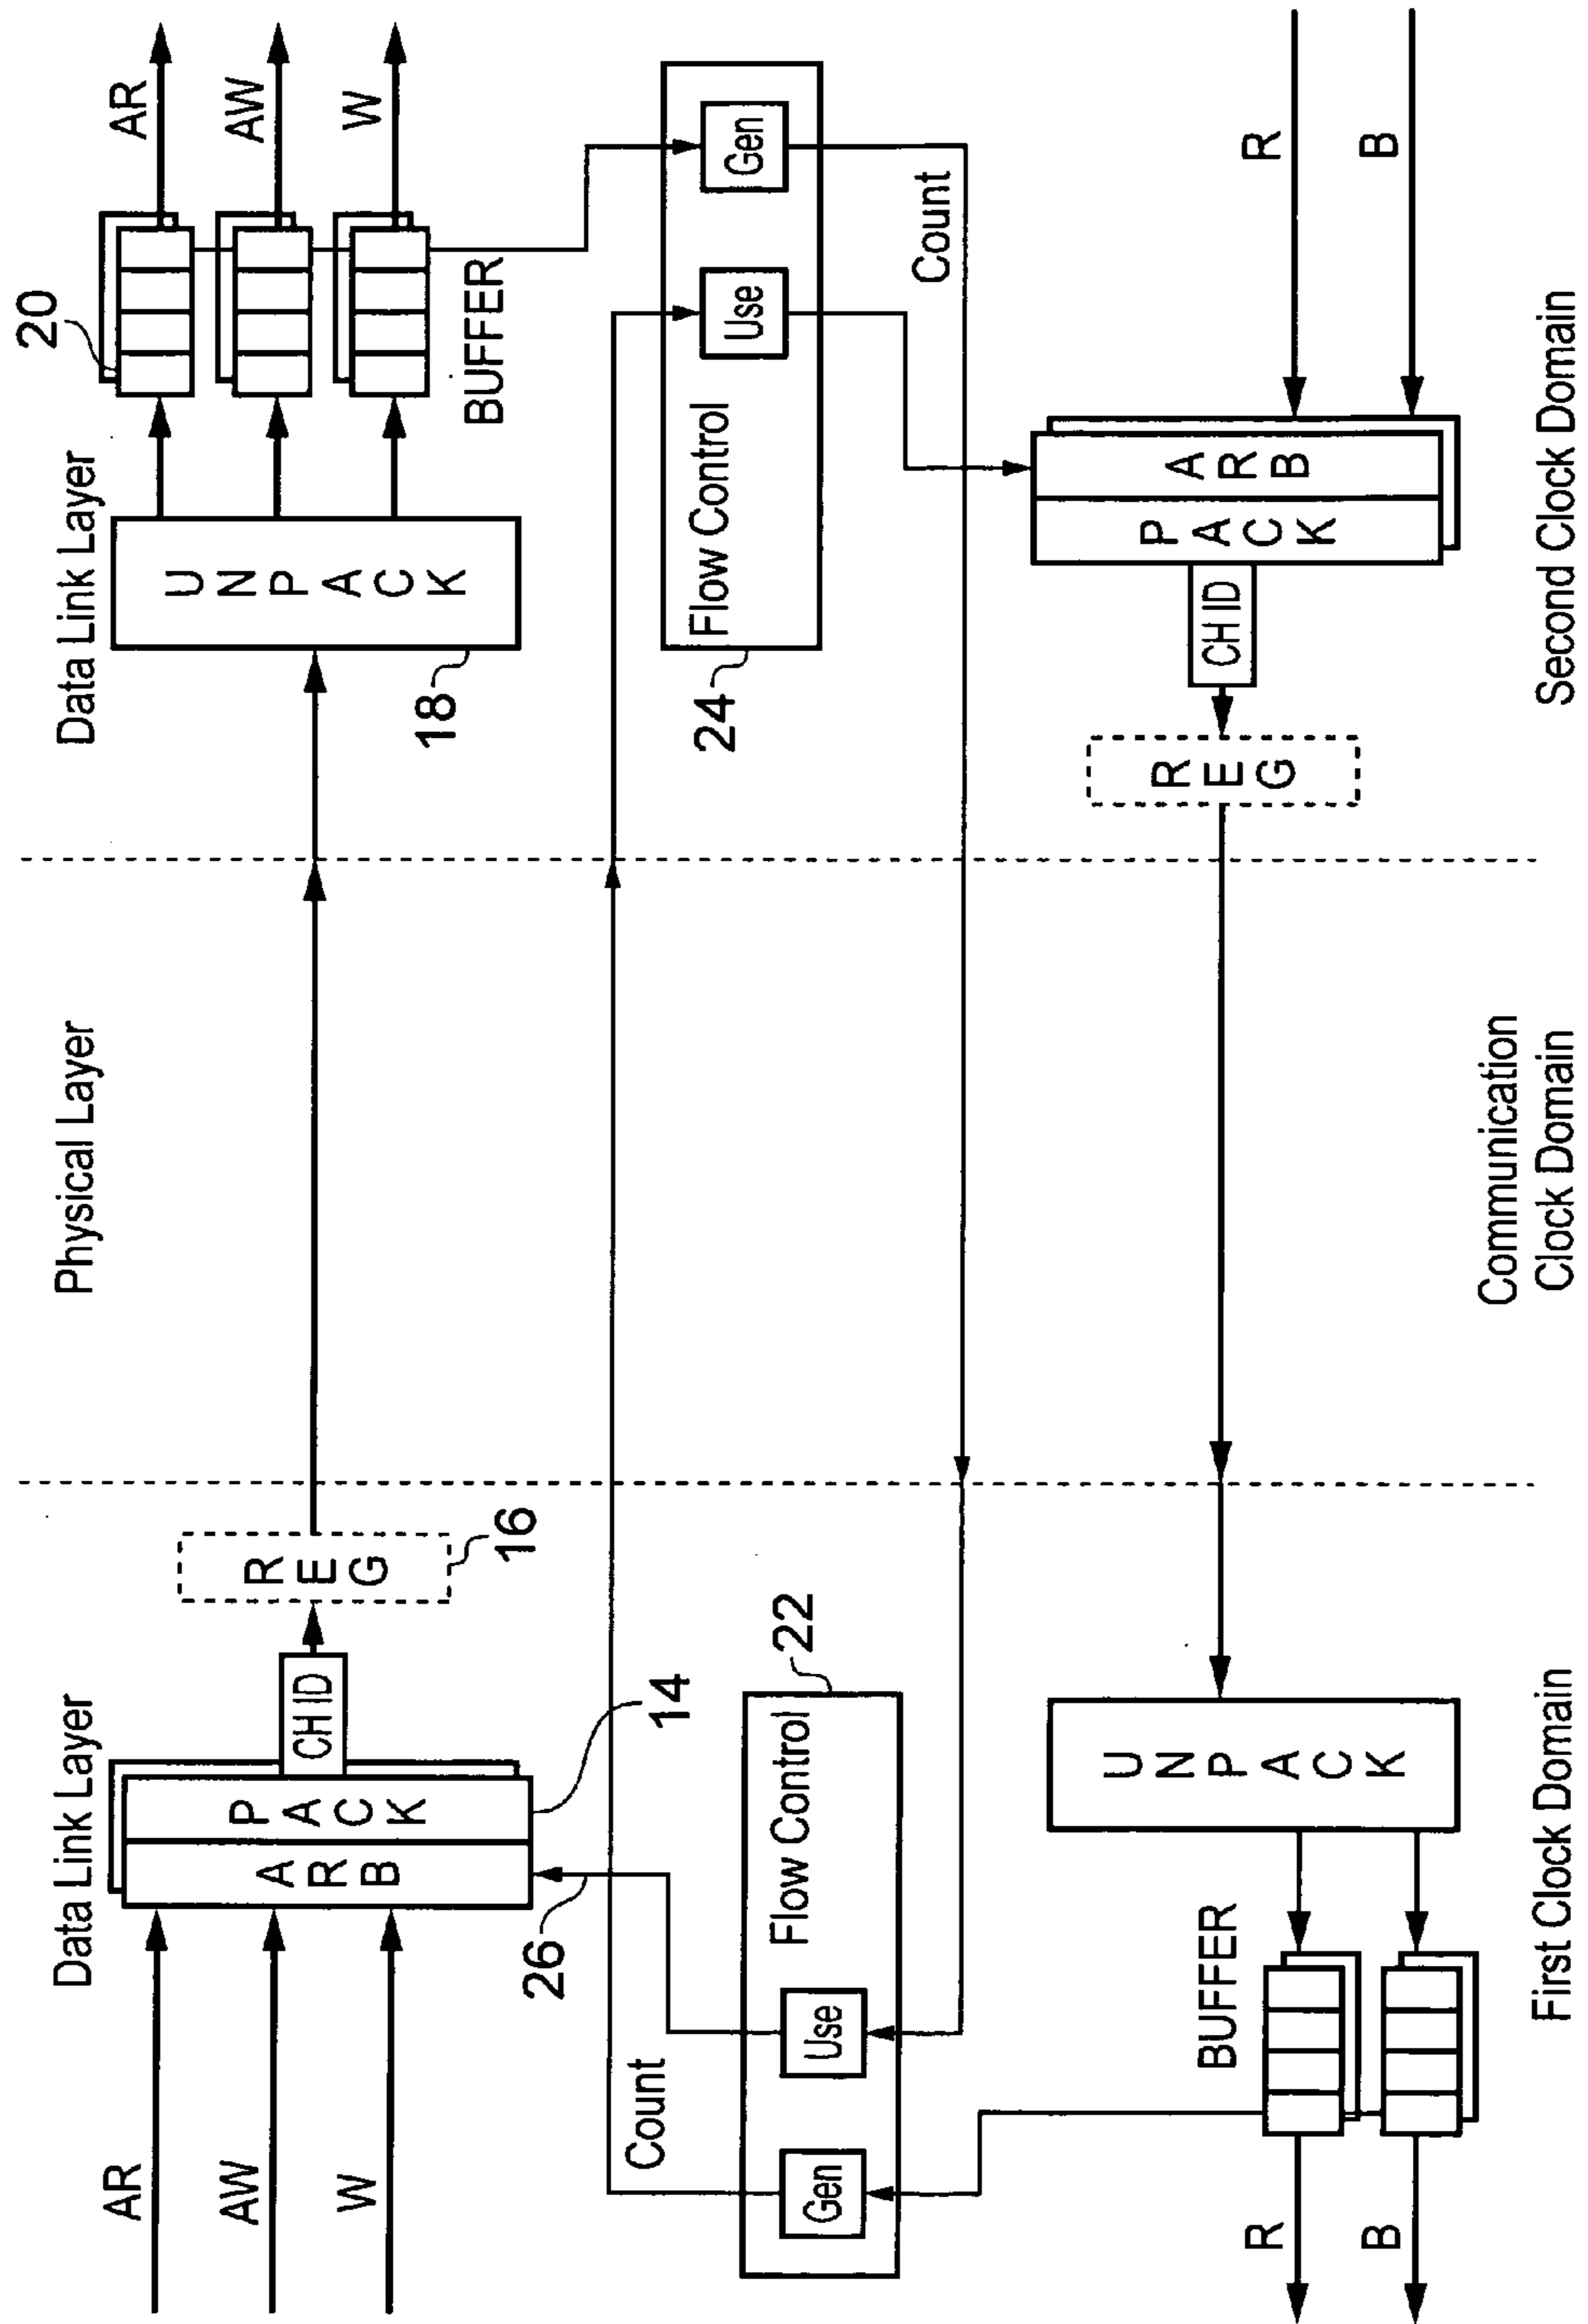 Data Link Layer
Physical Layer
Data Link Layer
AR
AW
W
ARB
PACK
14
CH ID
REG
16
UNPACK
18
20
BUFFER
AR
AW
W
26
Count
Flow Control
22
Gen
Use
Flow Control
24
Use
Gen
Count
R
B
BUFFER
UNPACK
REG
CH ID
PACK
ARB
R
B
First Clock Domain
Communication
Clock Domain
Second Clock Domain